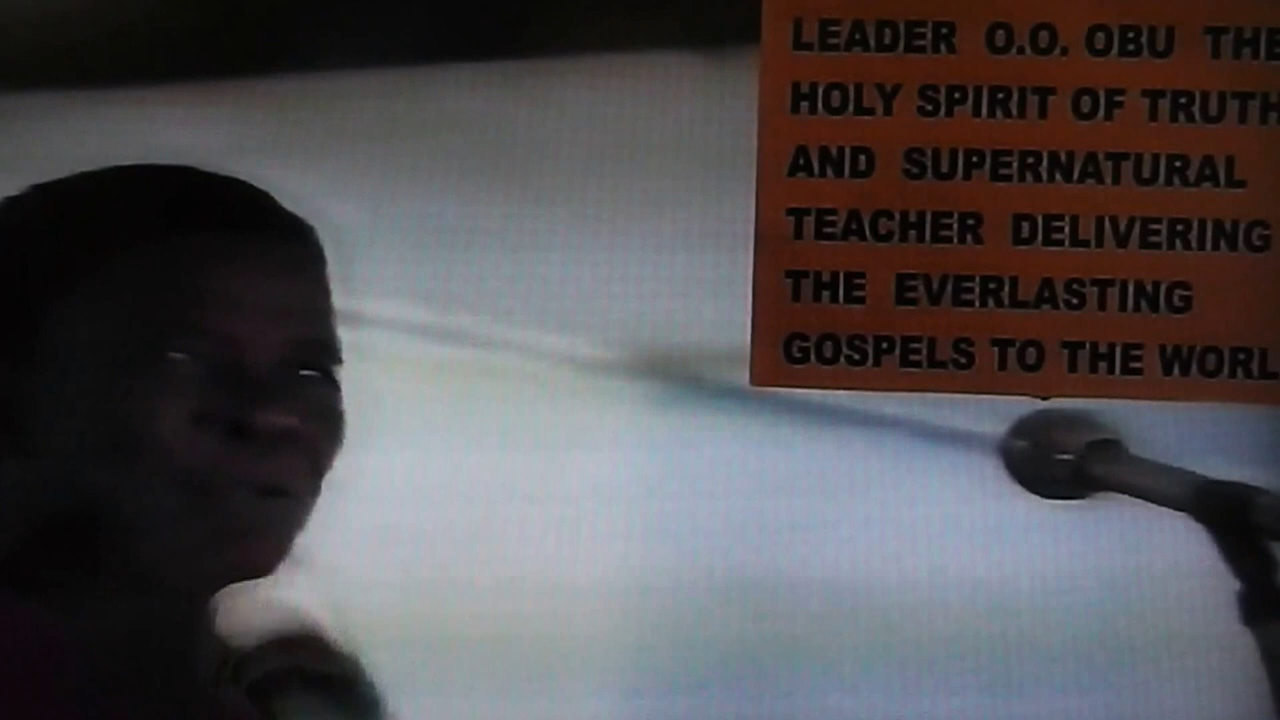 LEADER O.O. OBU THE
HOLY SPIRIT OF TRUTH
AND SUPERNATURAL
TEACHER DELIVERING
THE EVERLASTING
GOSPELS TO THE WORL